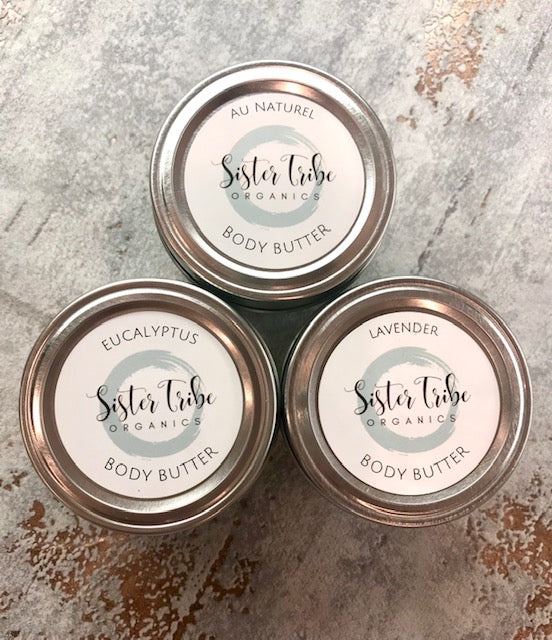 AU NATUREL
Sister Tribe
ORGANICS
BODY BUTTER
EUCALYPTUS
Sister Tribe
ORGANICS
BODY BUTTER
LAVENDER
Sister Tribe
ORGANICS
BODY BUTTER